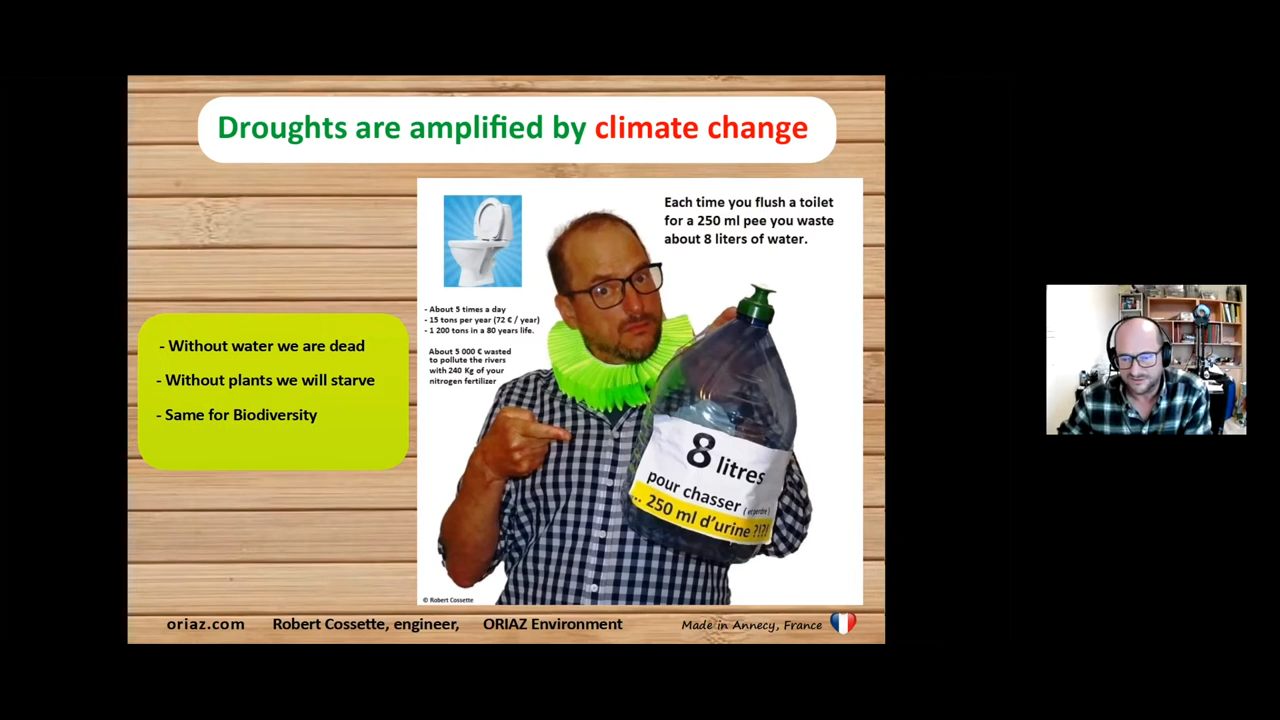 Droughts are amplified by climate change
Each time you flush a toilet
for a 250 ml pee you waste
about 8 liters of water.
- About 5 times a day
- 15 tons per year (72 € / year)
- 1 200 tons in a 80 years life.
About 5 000 € wasted
to pollute the rivers
with 240 Kg of your
nitrogen fertilizer
- Without water we are dead
- Without plants we will starve
- Same for Biodiversity
8 litres
pour chasser ( et perdre )
... 250 ml d'urine ?!?!
© Robert Cossette
oriaz.com Robert Cossette, engineer, ORIAZ Environment Made in Annecy, France